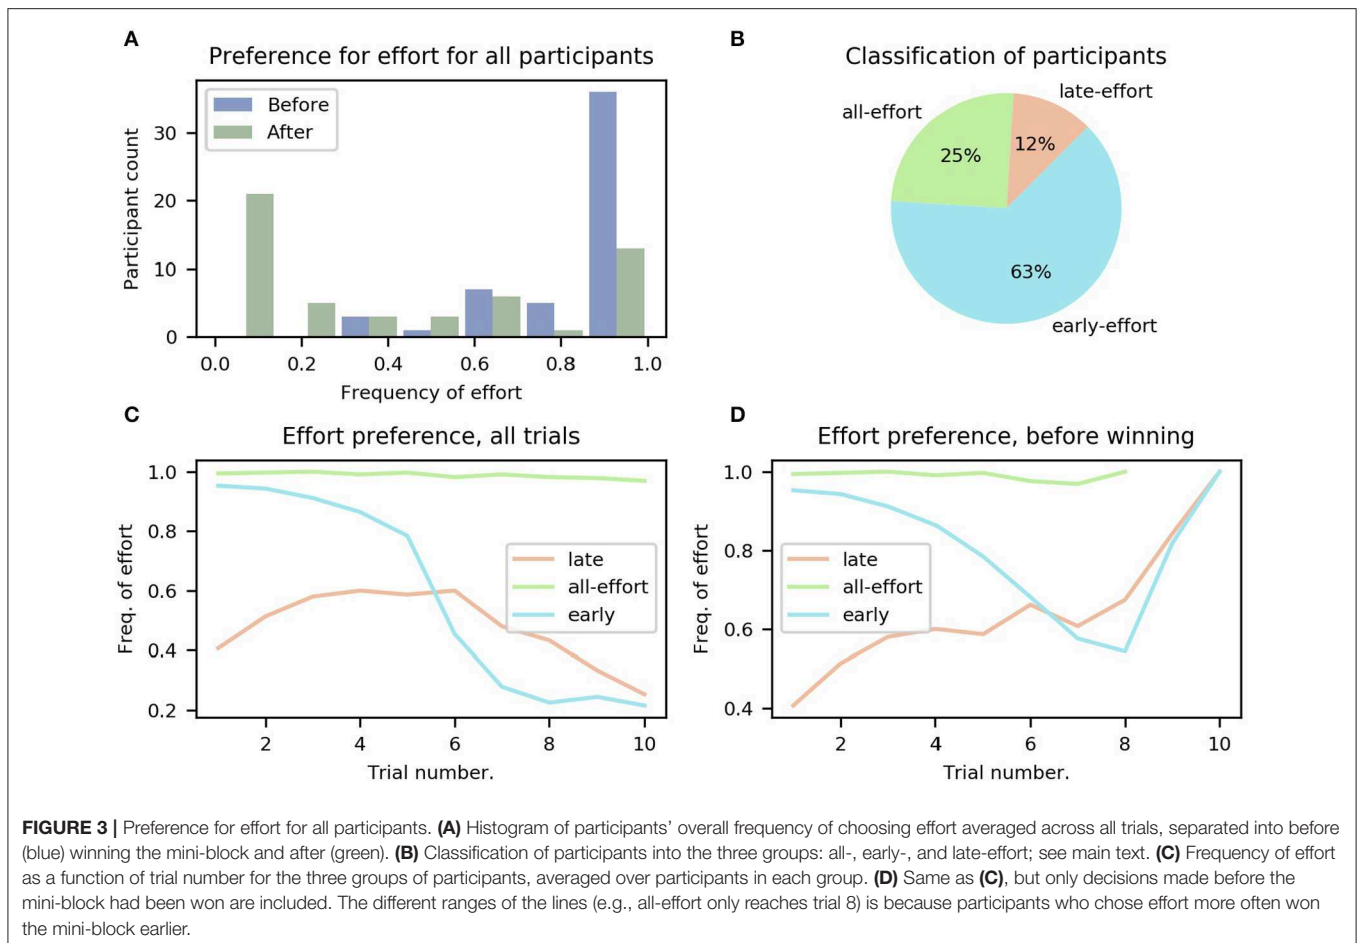 A
Preference for effort for all participants
Before
After
Participant count
30
20
10
0
0.0 0.2 0.4 0.6 0.8 1.0
Frequency of effort
B
Classification of participants
late-effort
all-effort
12%
25%
63%
early-effort
C
Effort preference, all trials
Freq. of effort
1.0
0.8
0.6
0.4
0.2
late
all-effort
early
2 4 6 8 10
Trial number.
D
Effort preference, before winning
Freq. of effort
1.0
0.8
0.6
0.4
late
all-effort
early
2 4 6 8 10
Trial number.
FIGURE 3 | Preference for effort for all participants. (A) Histogram of participants' overall frequency of choosing effort averaged across all trials, separated into before
(blue) winning the mini-block and after (green). (B) Classification of participants into the three groups: all-, early-, and late-effort; see main text. (C) Frequency of effort
as a function of trial number for the three groups of participants, averaged over participants in each group. (D) Same as (C), but only decisions made before the
mini-block had been won are included. The different ranges of the lines (e.g., all-effort only reaches trial 8) is because participants who chose effort more often won
the mini-block earlier.